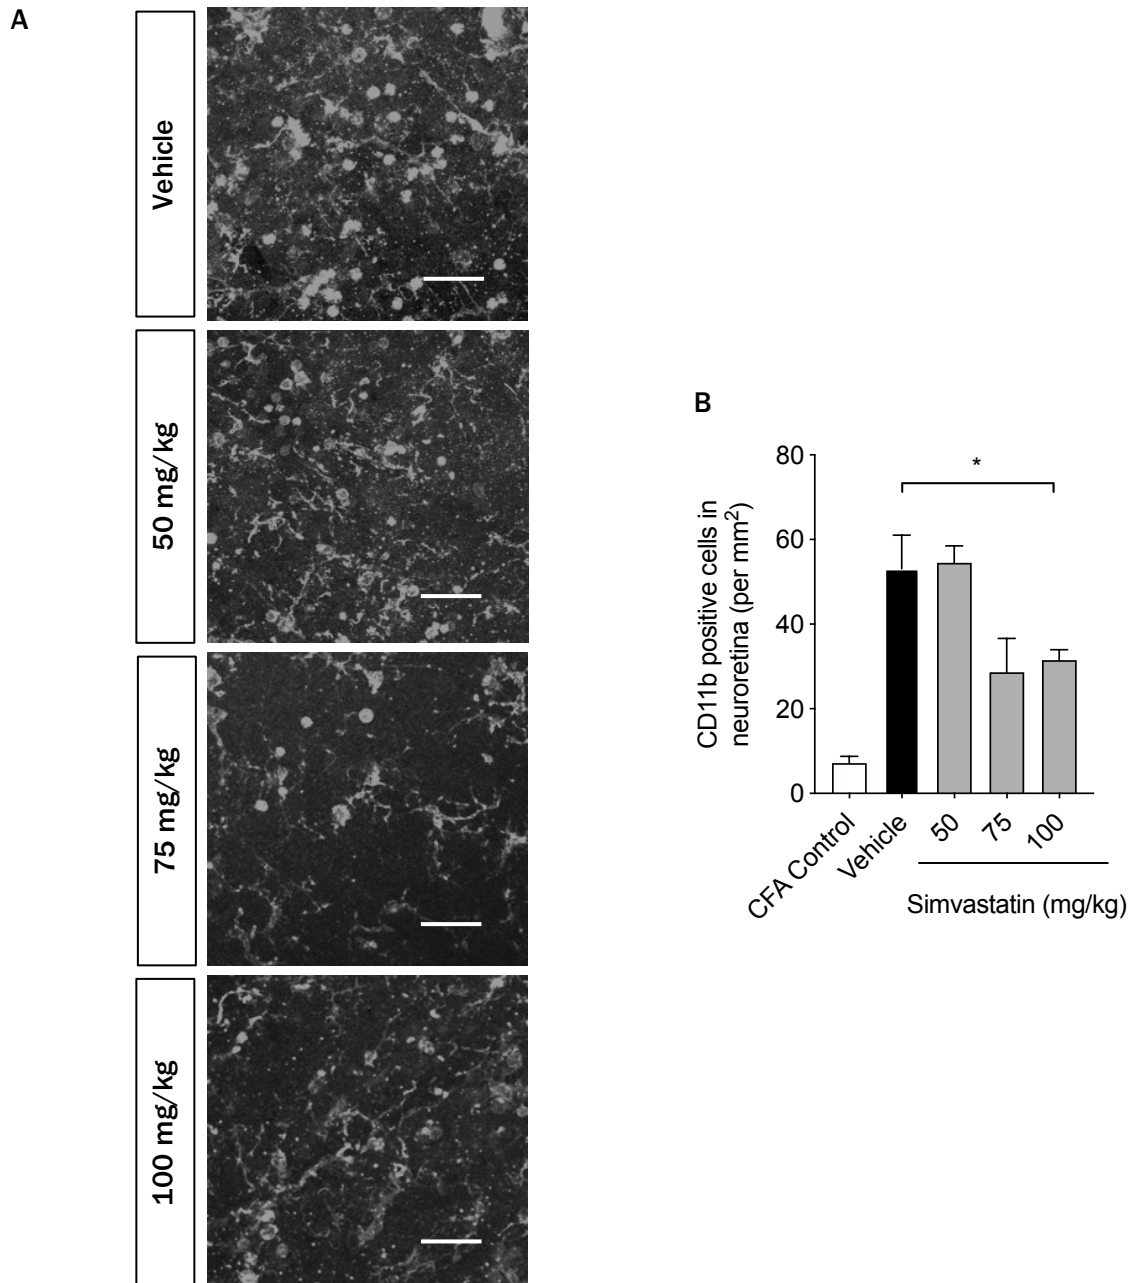 A
Vehicle
50 mg/kg
75 mg/kg
100 mg/kg
B
CD11b positive cells in
neuroretina (per mm²)
80
60
40
20
0
*
CFA Control
Vehicle
50
75
100
Simvastatin (mg/kg)